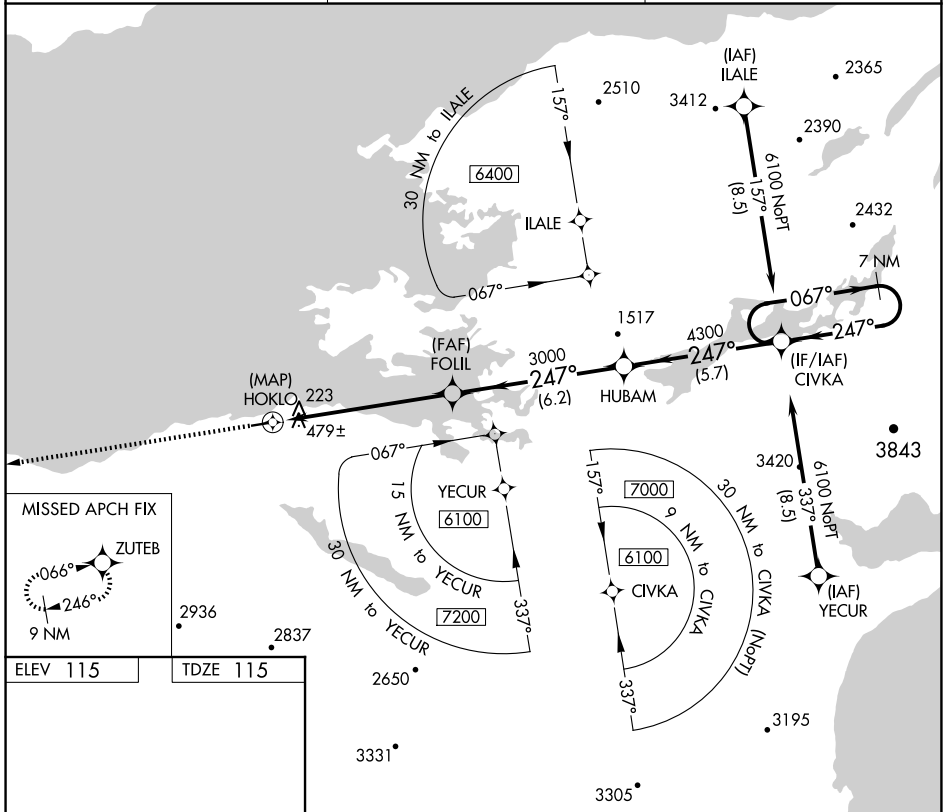 (IAF)
ILALE
2365
2510
3412
2390
30 NM to ILALE
157°
6400
6100 NoPT
157°
(8.5)
ILALE
2432
067°
7 NM
067°
1517
4300
247°
247°
(5.7)
(IF/IAF)
CIVKA
(FAF)
FOLIL
3000
247°
(6.2)
HUBAM
(MAP)
HOKLO
223
479±
3843
067°
YECUR
6100
15 NM to YECUR
30 NM to YECUR
7200
337°
157°
7000
9 NM to CIVKA
30 NM to CIVKA (NoPT)
6100
CIVKA
337°
3420
6100 NoPT
337°
(8.5)
(IAF)
YECUR
MISSED APCH FIX
ZUTEB
066°
246°
9 NM
2936
2837
2650
ELEV 115
TDZE 115
3331
3195
3305